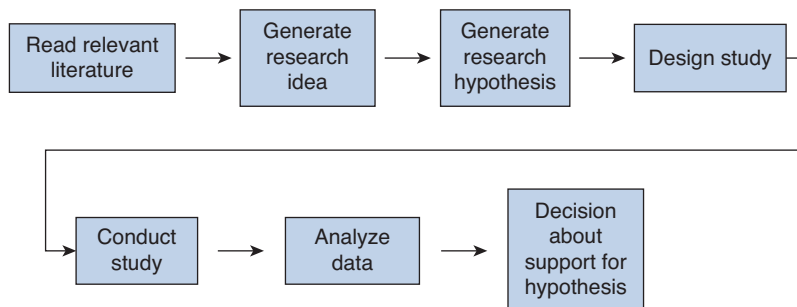 Read relevant
literature
Generate
research
idea
Generate
research
hypothesis
Design study
Conduct
study
Analyze
data
Decision
about
support for
hypothesis